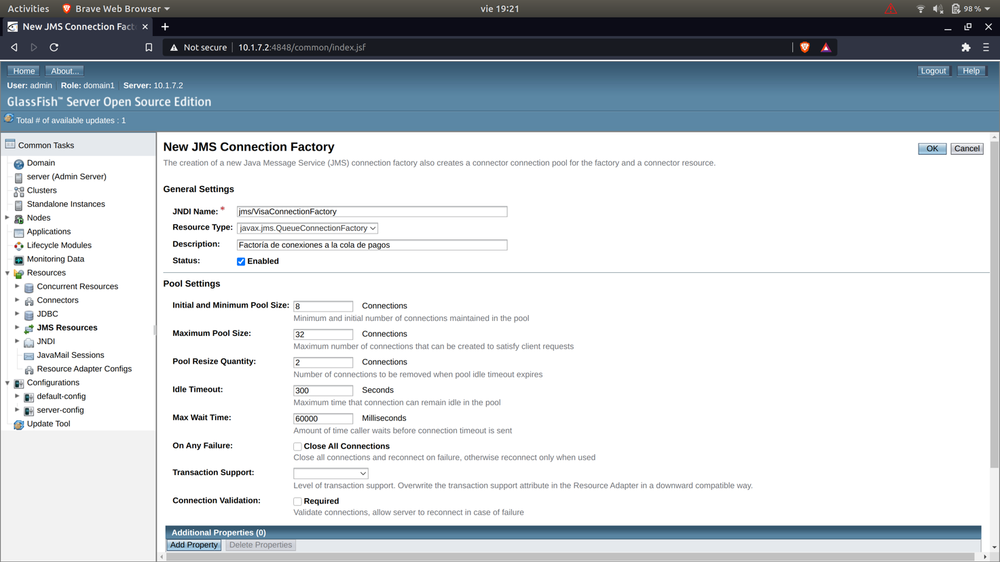 Activities Brave Web Browser vie 19:21 98 %
New JMS Connection Fact
Not secure 10.1.7.2:4848/common/index.jsf
Home About... Logout Help
User: admin Role: domain1 Server: 10.1.7.2
GlassFish™ Server Open Source Edition
Total # of available updates : 1
Common Tasks
Domain
server (Admin Server)
Clusters
Standalone Instances
Nodes
Applications
Lifecycle Modules
Monitoring Data
Resources
Concurrent Resources
Connectors
JDBC
JMS Resources
JNDI
JavaMail Sessions
Resource Adapter Configs
Configurations
default-config
server-config
Update Tool
New JMS Connection Factory
OK Cancel
The creation of a new Java Message Service (JMS) connection factory also creates a connector connection pool for the factory and a connector resource.
General Settings
JNDI Name: * jms/VisaConnectionFactory
Resource Type: javax.jms.QueueConnectionFactory
Description: Factoría de conexiones a la cola de pagos
Status: Enabled
Pool Settings
Initial and Minimum Pool Size: 8 Connections
Minimum and initial number of connections maintained in the pool
Maximum Pool Size: 32 Connections
Maximum number of connections that can be created to satisfy client requests
Pool Resize Quantity: 2 Connections
Number of connections to be removed when pool idle timeout expires
Idle Timeout: 300 Seconds
Maximum time that connection can remain idle in the pool
Max Wait Time: 60000 Milliseconds
Amount of time caller waits before connection timeout is sent
On Any Failure: Close All Connections
Close all connections and reconnect on failure, otherwise reconnect only when used
Transaction Support:
Level of transaction support. Overwrite the transaction support attribute in the Resource Adapter in a downward compatible way.
Connection Validation: Required
Validate connections, allow server to reconnect in case of failure
Additional Properties (0)
Add Property Delete Properties